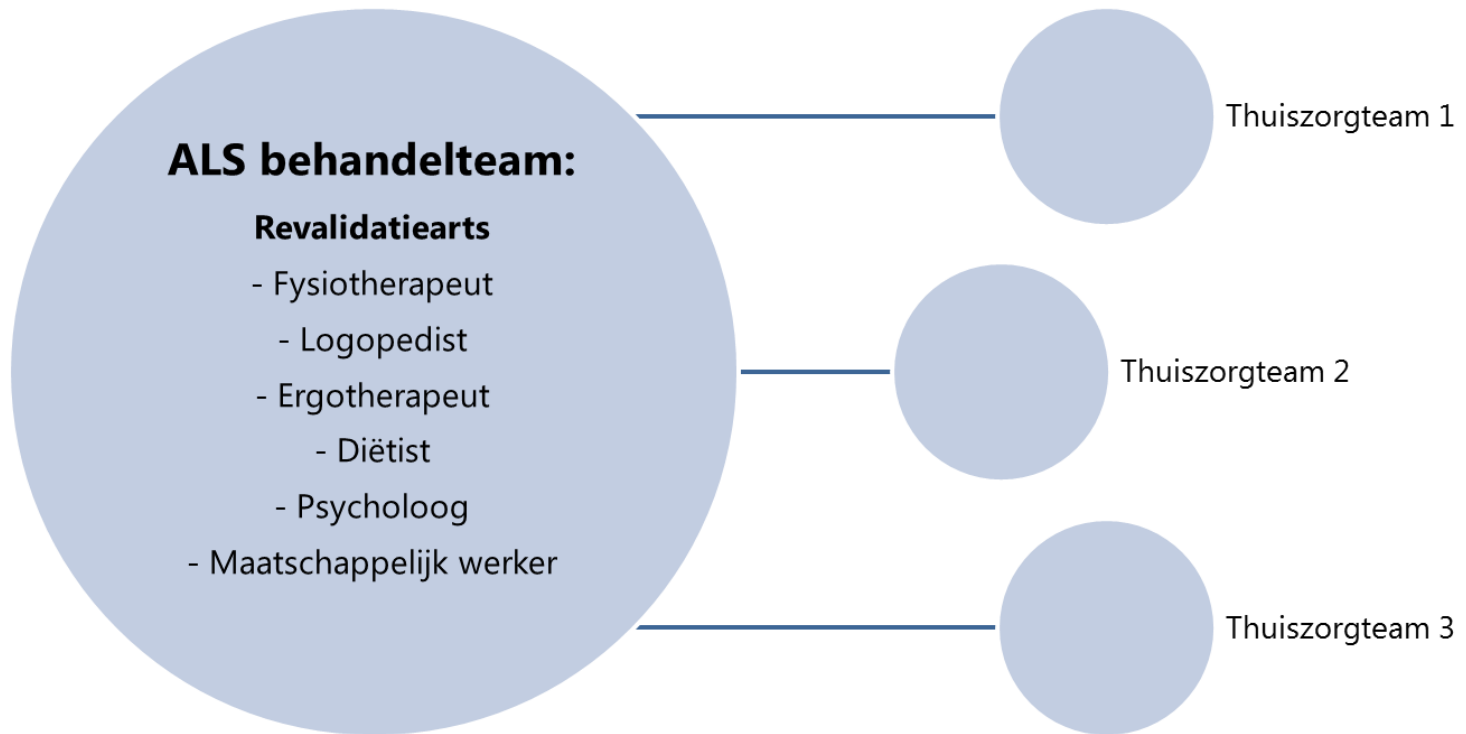 ALS behandelteam:
Revalidatiearts
- Fysiotherapeut
- Logopedist
- Ergotherapeut
- Diëtist
- Psycholoog
- Maatschappelijk werker
Thuiszorgteam 1
Thuiszorgteam 2
Thuiszorgteam 3